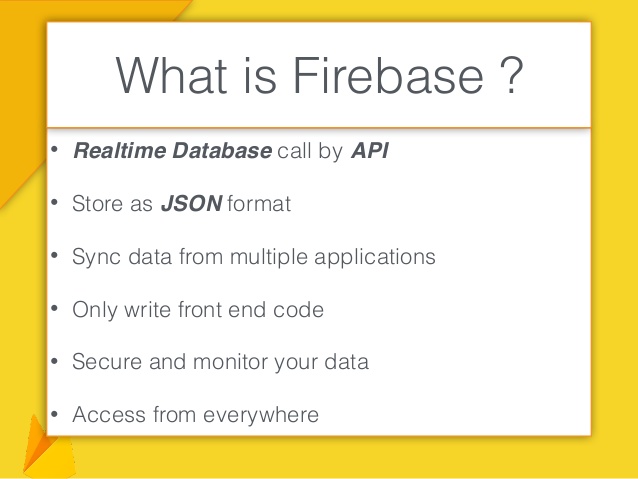 What is Firebase ?
• Realtime Database call by API
• Store as JSON format
• Sync data from multiple applications
• Only write front end code
• Secure and monitor your data
• Access from everywhere